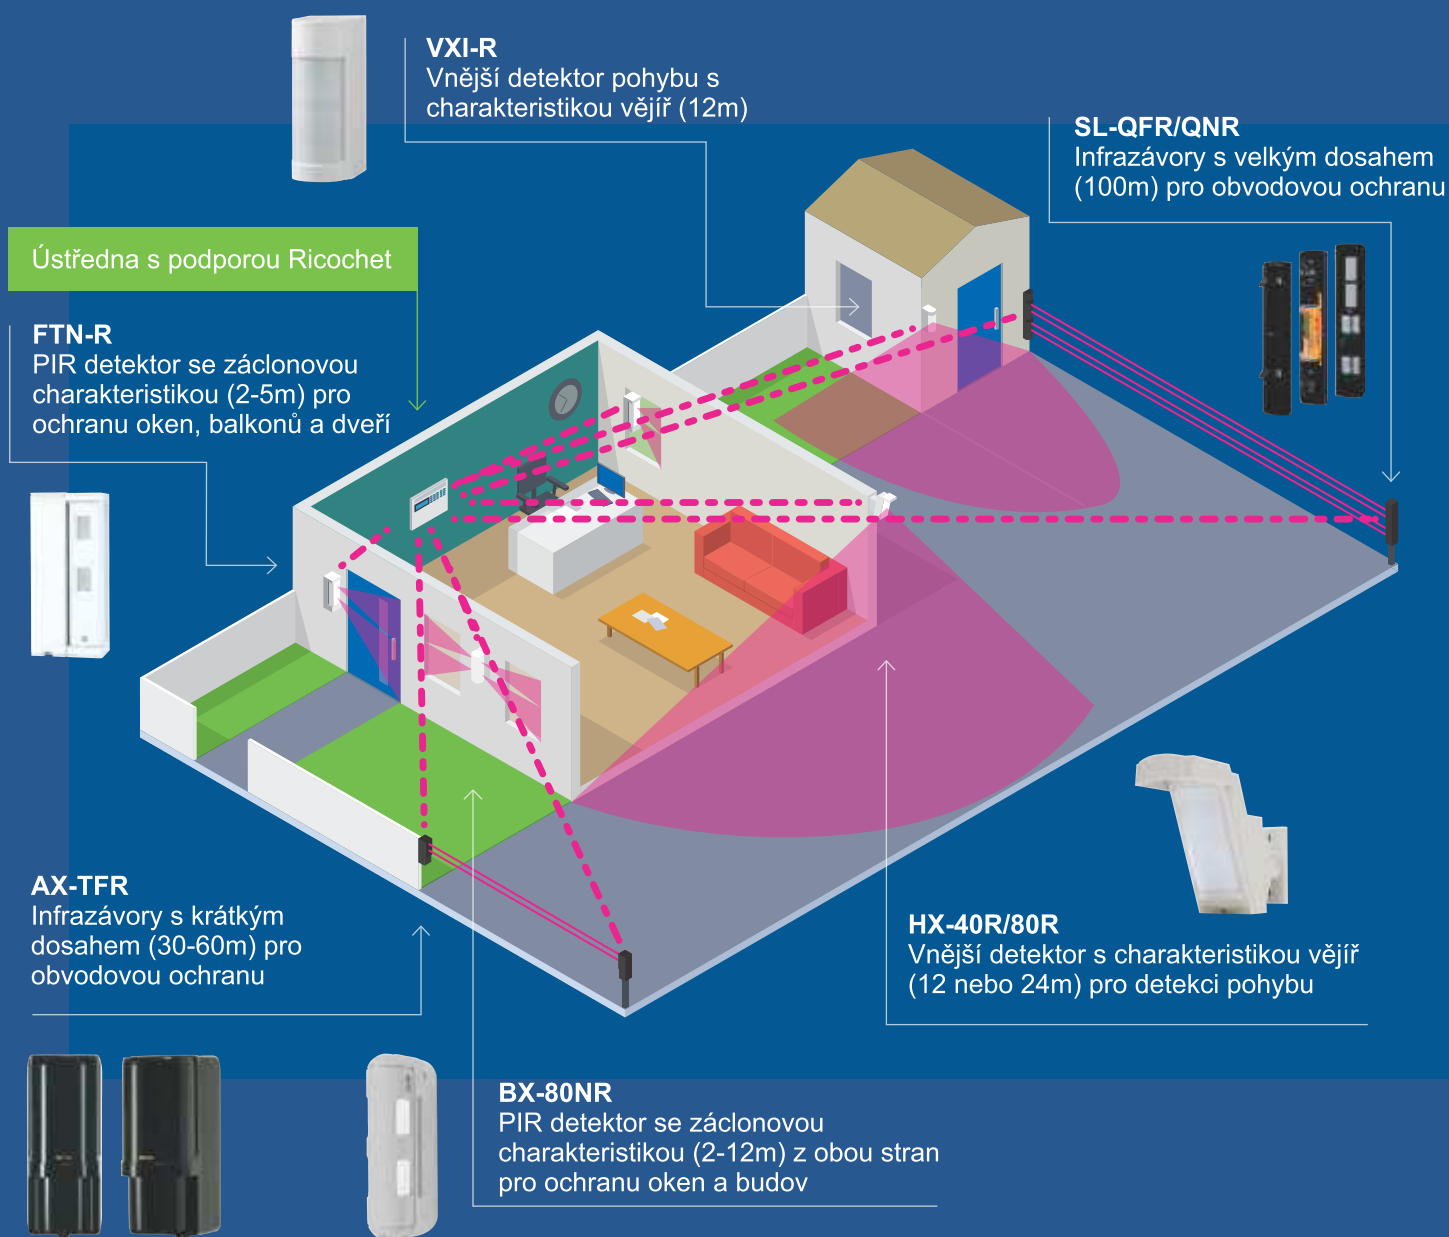 VXI-R
Vnější detektor pohybu s
charakteristikou vějíř (12m)
SL-QFR/QNR
Infrazávory s velkým dosahem
(100m) pro obvodovou ochranu
Ústředna s podporou Ricochet
FTN-R
PIR detektor se záclonovou
charakteristikou (2-5m) pro
ochranu oken, balkonů a dveří
AX-TFR
Infrazávory s krátkým
dosahem (30-60m) pro
obvodovou ochranu
HX-40R/80R
Vnější detektor s charakteristikou vějíř
(12 nebo 24m) pro detekci pohybu
BX-80NR
PIR detektor se záclonovou
charakteristikou (2-12m) z obou stran
pro ochranu oken a budov